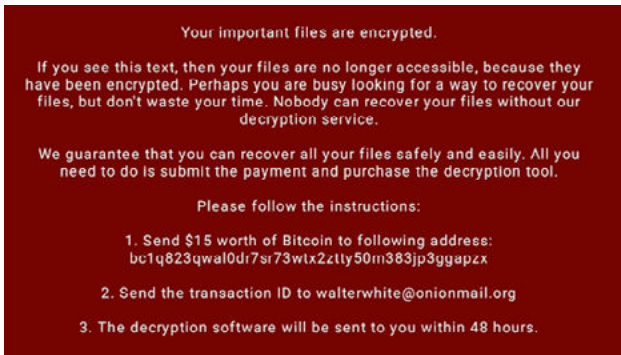 Your important files are encrypted.
If you see this text, then your files are no longer accessible, because they
have been encrypted. Perhaps you are busy looking for a way to recover your
files, but don't waste your time. Nobody can recover your files without our
decryption service.
We guarantee that you can recover all your files safely and easily. All you
need to do is submit the payment and purchase the decryption tool.
Please follow the instructions:
1. Send $15 worth of Bitcoin to following address:
2. Send the transaction ID to walterwhite@onionmail.org
3. The decryption software will be sent to you within 48 hours.